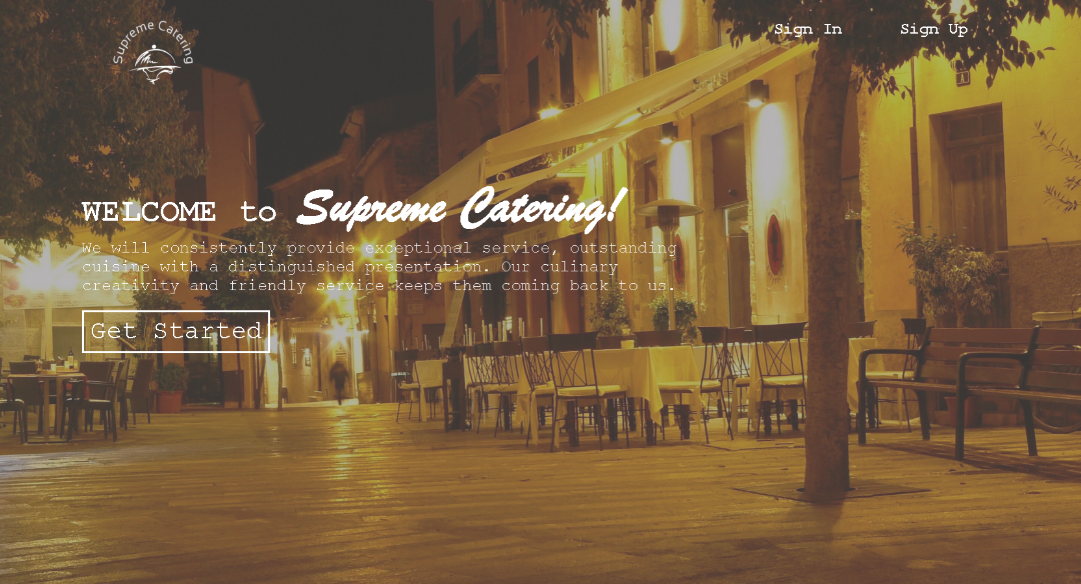 Supreme Catering
Sign In
Sign Up
WELCOME to Supreme Catering!
We will consistently provide exceptional service, outstanding
cuisine with a distinguished presentation. Our culinary
creativity and friendly service keeps them coming back to us.
Get Started